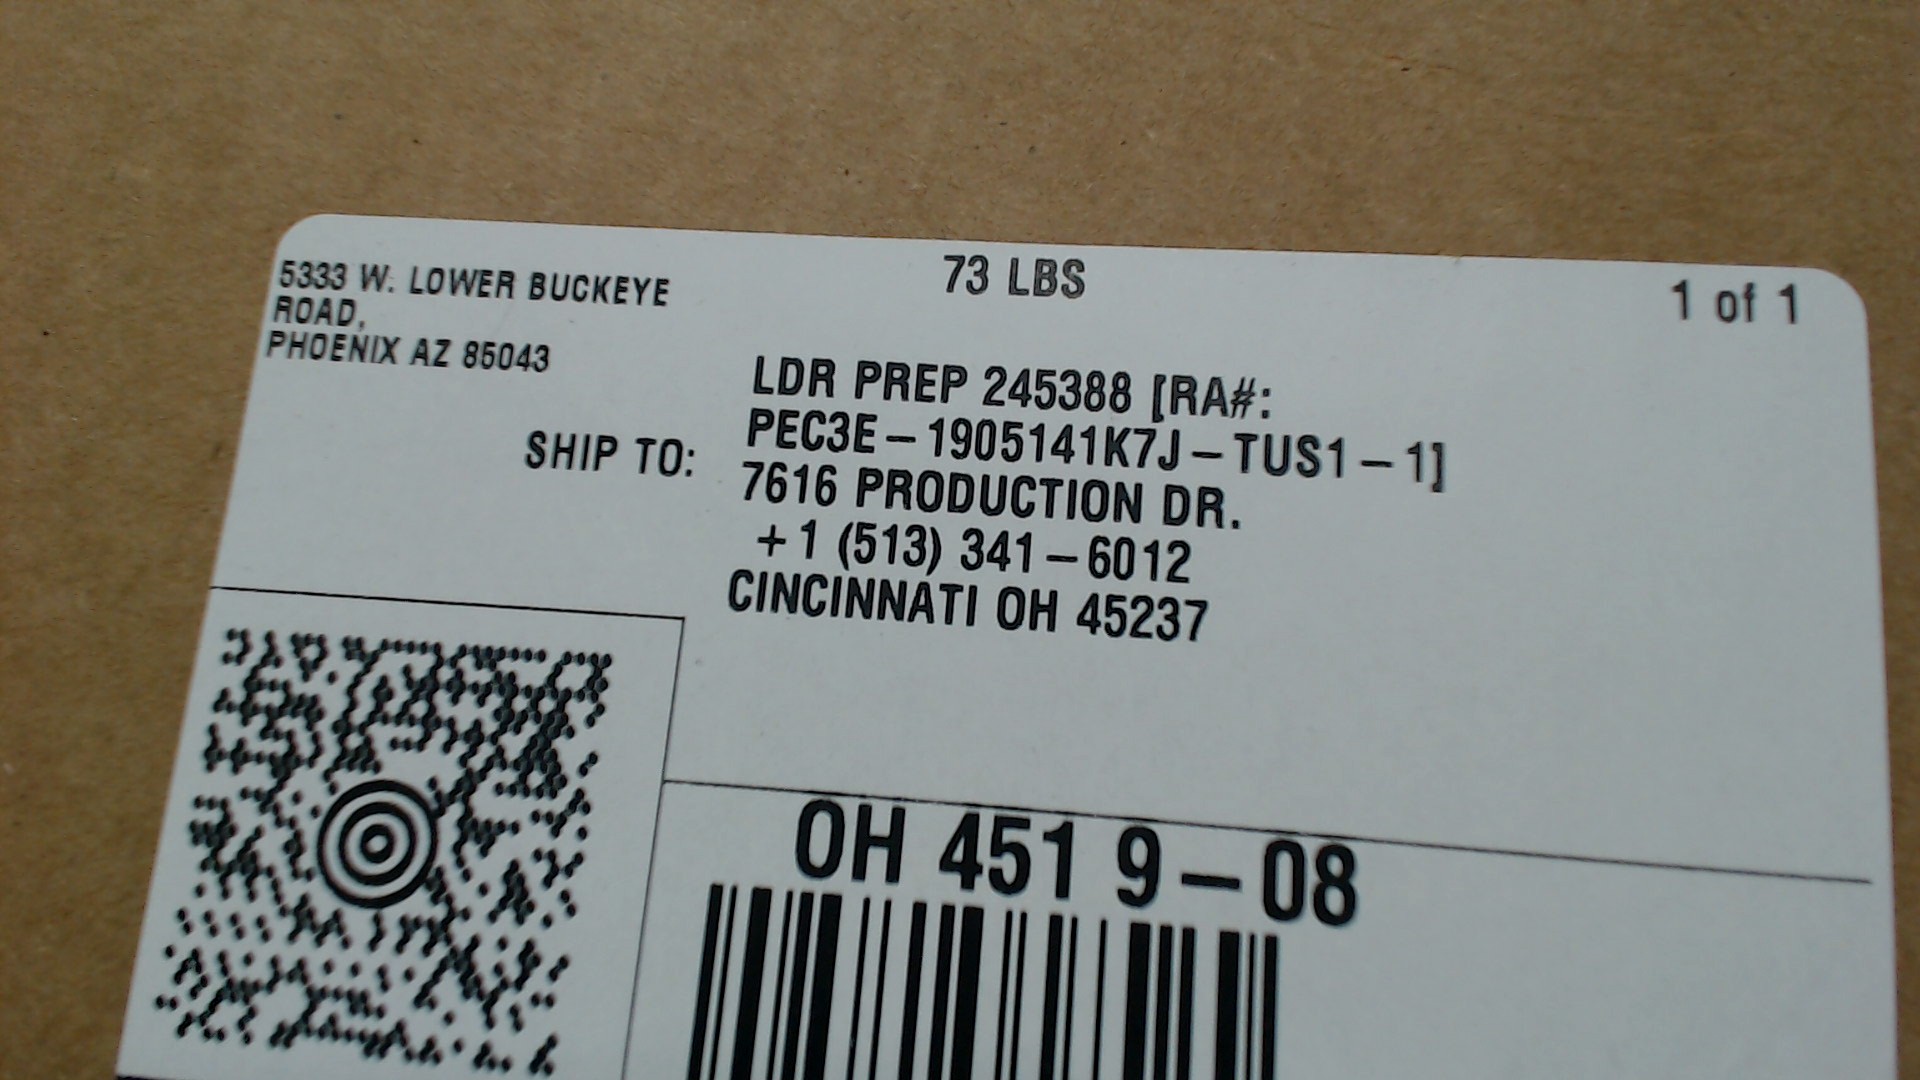 5333 W. LOWER BUCKEYE
ROAD,
PHOENIX AZ 85043
73 LBS
1 of 1
SHIP TO:
LDR PREP 245388 [RA#:
PEC3E-1905141K7J-TUS1-1]
7616 PRODUCTION DR.
+1 (513) 341-6012
CINCINNATI OH 45237
OH 451 9-08